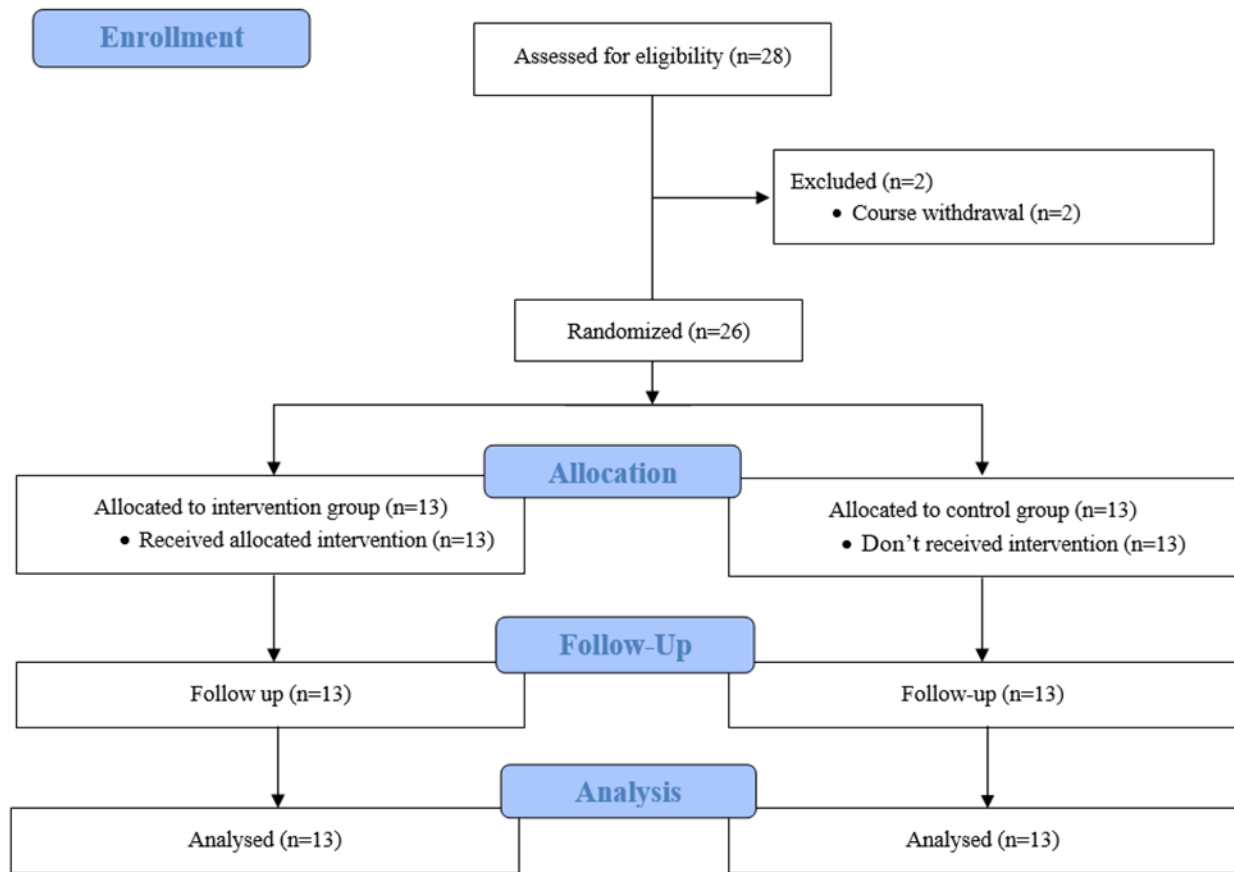 Enrollment
Assessed for eligibility (n=28)
Excluded (n=2)
• Course withdrawal (n=2)
Randomized (n=26)
Allocation
Allocated to intervention group (n=13)
• Received allocated intervention (n=13)
Allocated to control group (n=13)
• Don’t received intervention (n=13)
Follow-Up
Follow up (n=13)
Follow-up (n=13)
Analysis
Analysed (n=13)
Analysed (n=13)